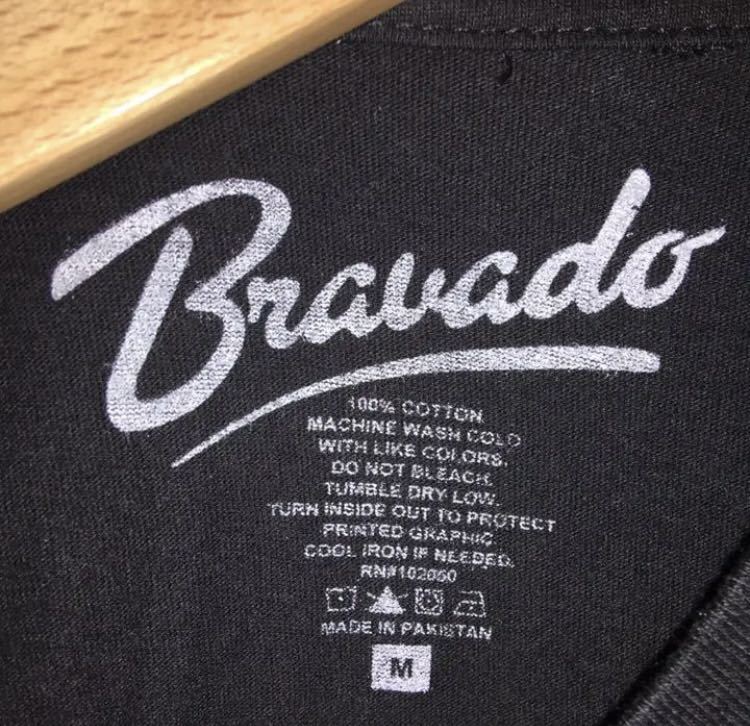 Bravado
100% COTTON
MACHINE WASH COLD
WITH LIKE COLORS.
DO NOT BLEACH.
TUMBLE DRY LOW.
TURN INSIDE OUT TO PROTECT
PRINTED GRAPHIC.
COOL IRON IF NEEDED.
RN#102050
MADE IN PAKISTAN
M